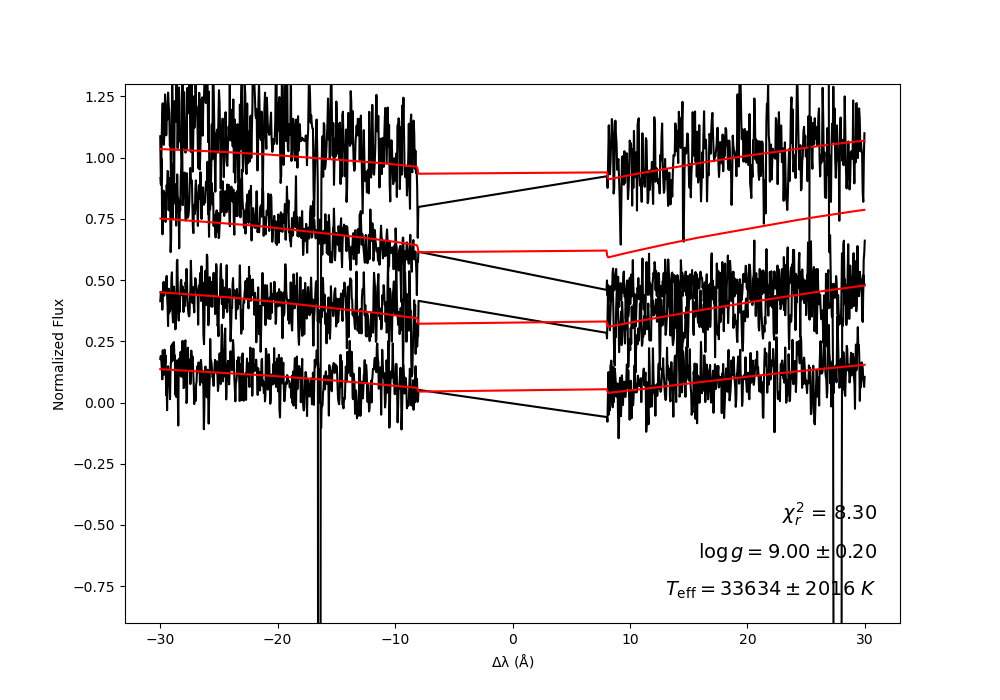 1.25
1.00
0.75
0.50
0.25
0.00
−0.25
−0.50
−0.75
Normalized Flux
χ²ᵣ = 8.30
log g = 9.00 ± 0.20
T_eff = 33634 ± 2016 K
−30 −20 −10 0 10 20 30
Δλ (Å)